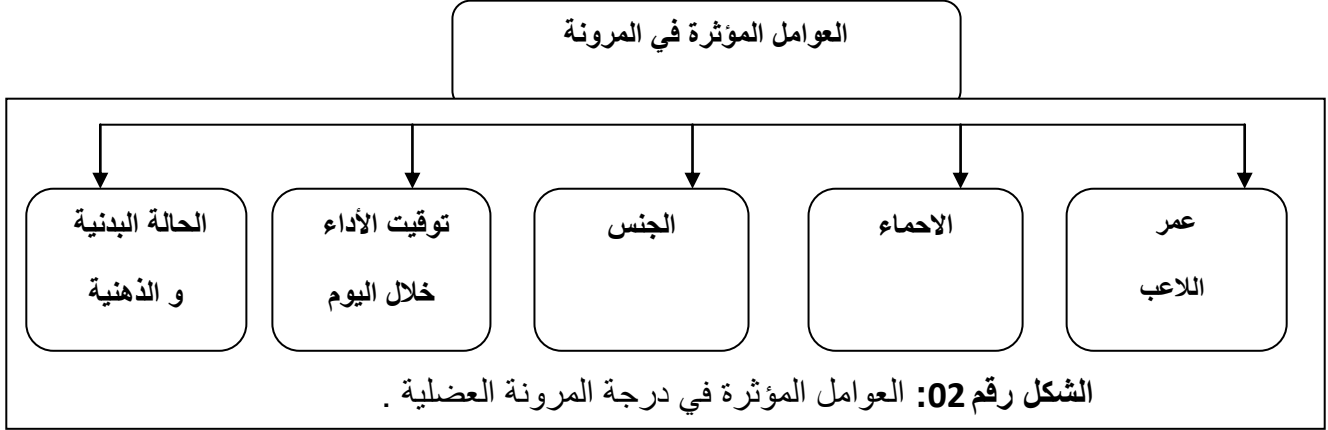 العوامل المؤثرة في المرونة
عمر
اللاعب
الاحماء
الجنس
توقيت الأداء
خلال اليوم
الحالة البدنية
و الذهنية
الشكل رقم 02: العوامل المؤثرة في درجة المرونة العضلية .